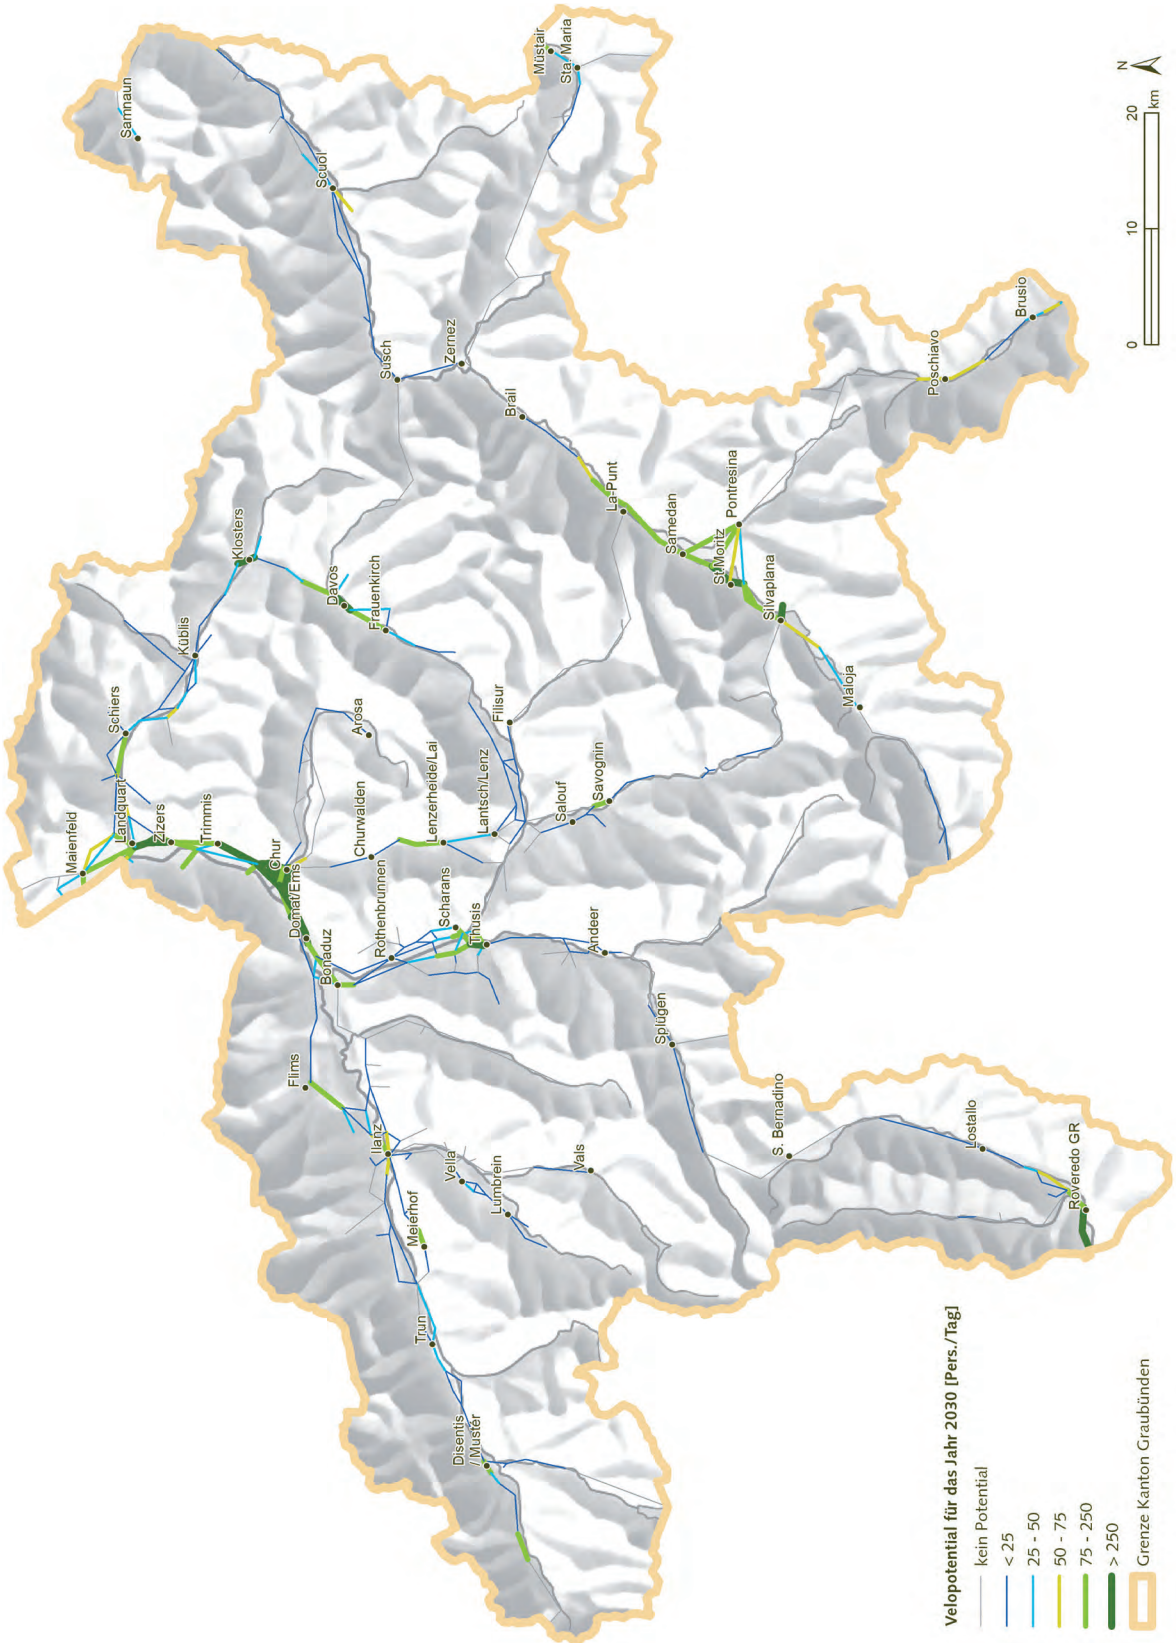 Samnaun
Müstair
Sta. Maria
Scuol
Susch
Zernez
Brail
Brusio
Poschiavo
La-Punt
Samedan
Pontresina
St.Moritz
Silvaplana
Maloja
Klosters
Davos
Frauenkirch
Küblis
Schiers
Arosa
Filisur
Landquart
Maienfeld
Zizers
Trimmis
Chur
Churwalden
Lenzerheide/Lai
Lantsch/Lenz
Salouf
Savognin
Domat/Ems
Bonaduz
Rothenbrunnen
Scharans
Thusis
Andeer
Splügen
Flims
Ilanz
Vella
Lumbrein
Vals
S. Bernadino
Lostallo
Roveredo GR
Meierhof
Trun
Disentis
/ Mustér
N
0
10
20
km
Velopotential für das Jahr 2030 [Pers./Tag]
kein Potential
< 25
25 - 50
50 - 75
75 - 250
> 250
Grenze Kanton Graubünden